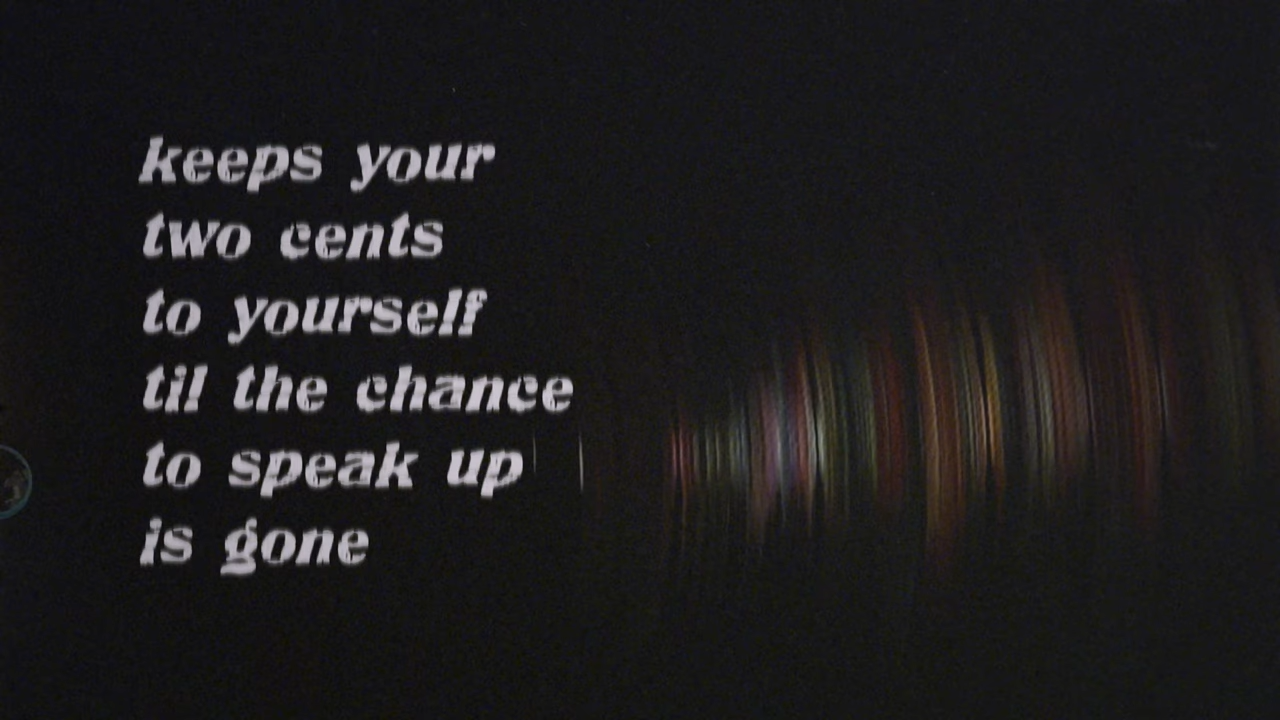 keeps your
two cents
to yourself
til the chance
to speak up
is gone